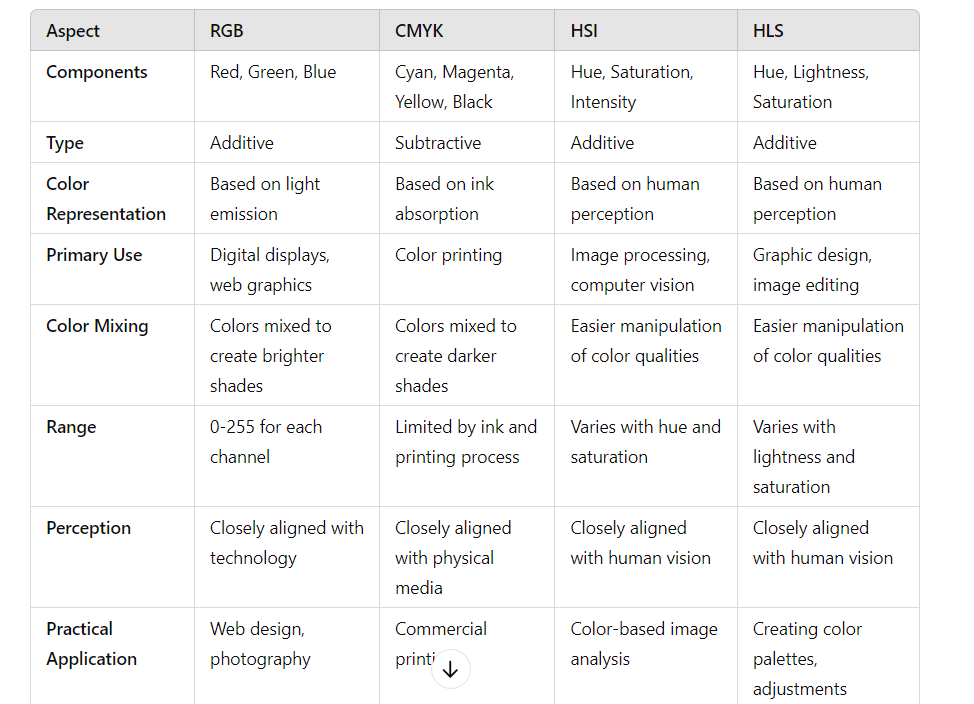 Aspect RGB CMYK HSI HLS
Components Red, Green, Blue Cyan, Magenta, Hue, Saturation, Hue, Lightness,
Yellow, Black Intensity Saturation
Type Additive Subtractive Additive Additive
Color Based on light Based on ink Based on human Based on human
Representation emission absorption perception perception
Primary Use Digital displays, Color printing Image processing, Graphic design,
web graphics computer vision image editing
Color Mixing Colors mixed to Colors mixed to Easier manipulation Easier manipulation
create brighter create darker of color qualities of color qualities
shades shades
Range 0-255 for each Limited by ink and Varies with hue and Varies with
channel printing process saturation lightness and
saturation
Perception Closely aligned with Closely aligned Closely aligned Closely aligned
technology with physical with human vision with human vision
media
Practical Web design, Commercial Color-based image Creating color
Application photography analysis palettes,
adjustments